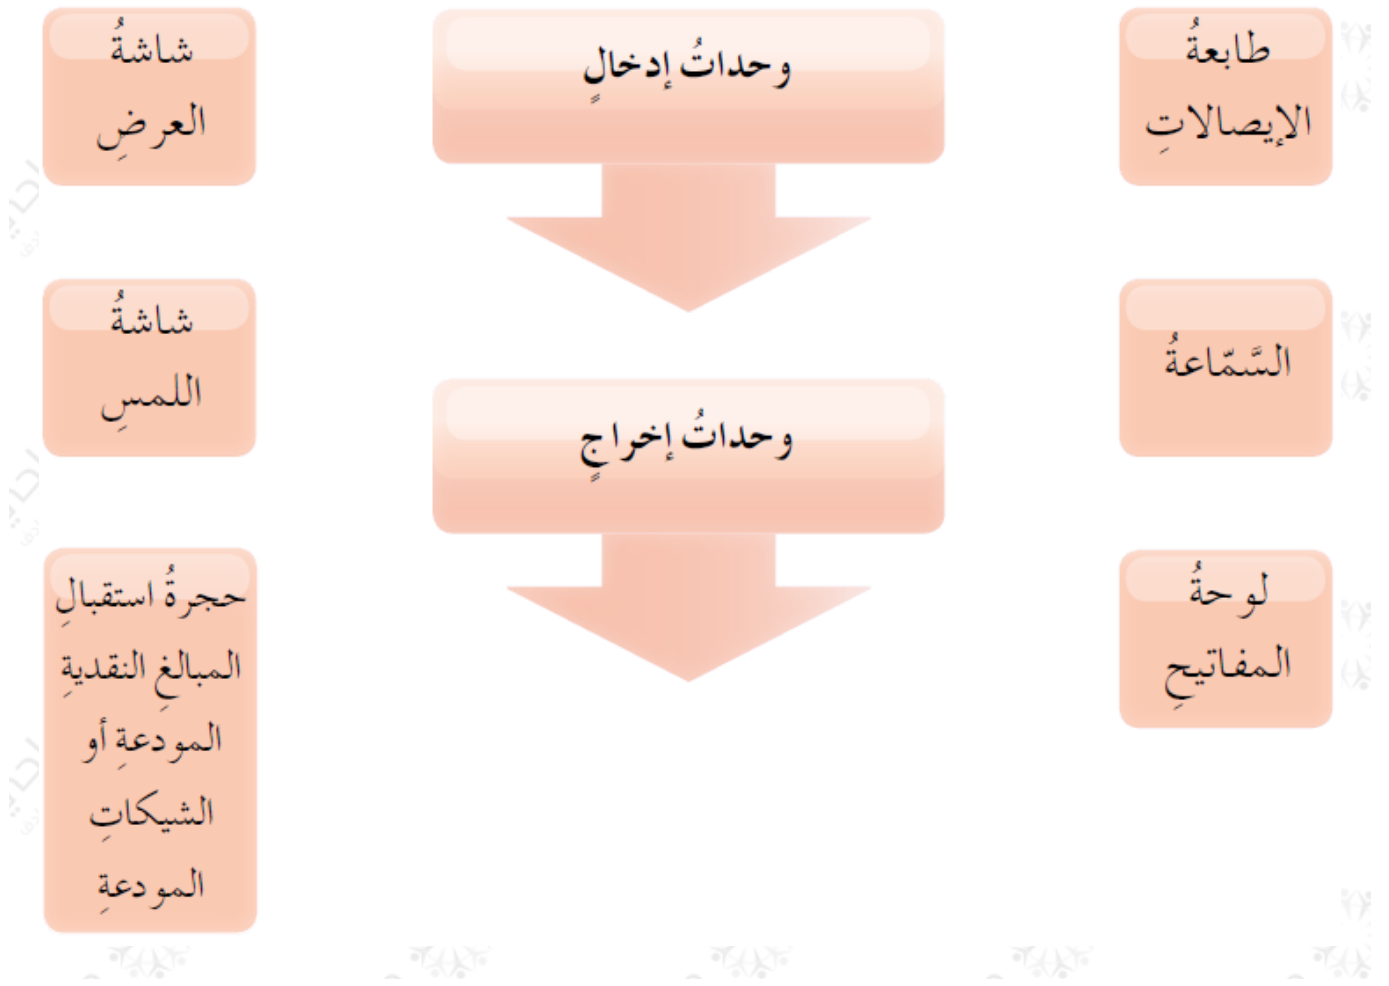 طابعةُ
الإيصالاتِ
وحداتُ إدخالٍ
شاشةُ
العرضِ
السَّمّاعةُ
شاشةُ
اللمسِ
وحداتُ إخراجٍ
لوحةُ
المفاتيحِ
حجرةُ استقبالِ
المبالغِ النقديةِ
المودعةِ أو
الشيكاتِ
المودعةِ